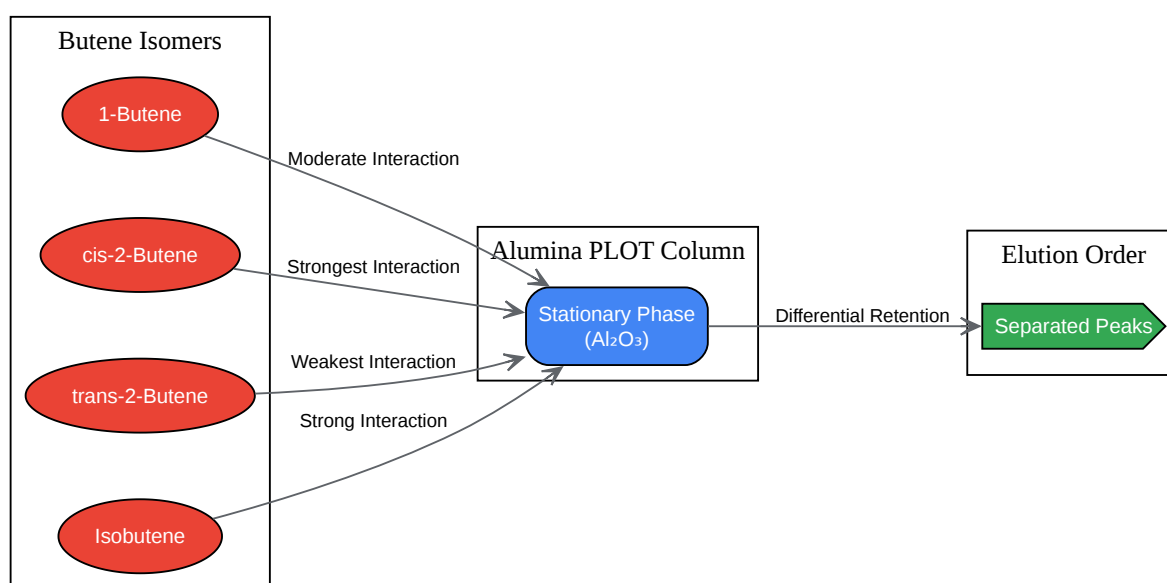 Butene Isomers
1-Butene
Moderate Interaction
cis-2-Butene
Strongest Interaction
trans-2-Butene
Weakest Interaction
Isobutene
Strong Interaction
Alumina PLOT Column
Stationary Phase
(Al₂O₃)
Differential Retention
Elution Order
Separated Peaks